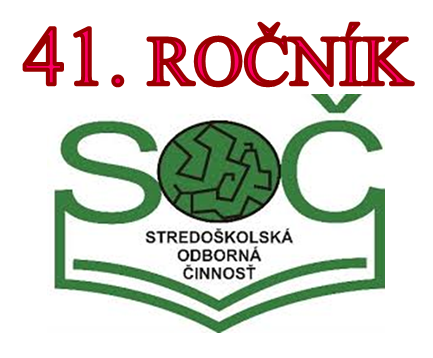 41. ROČNÍK
SOČ
STREDOŠKOLSKÁ
ODBORNÁ
ČINNOSŤ